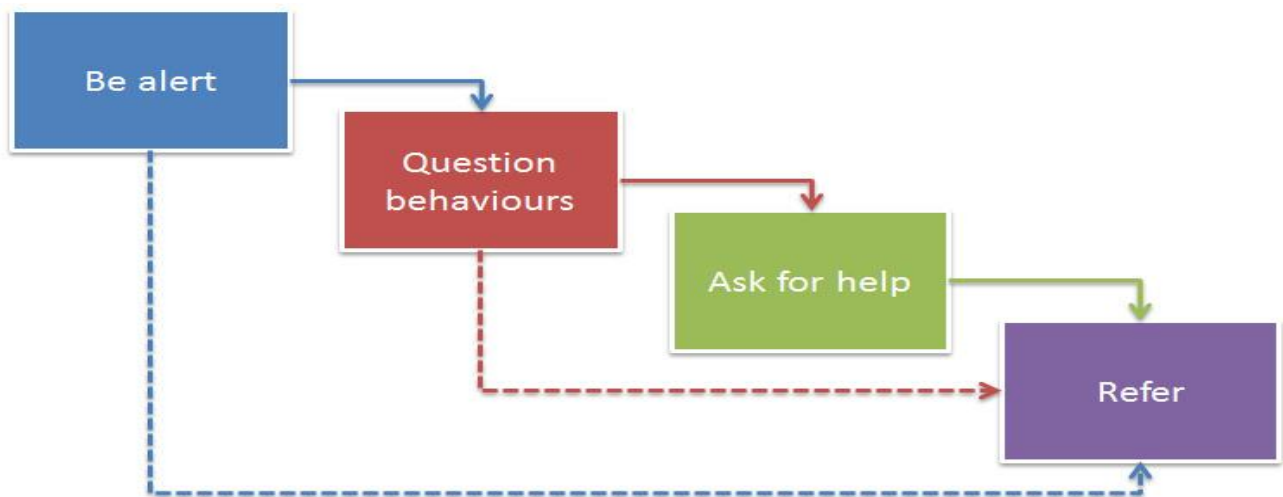 Be alert
Question
behaviours
Ask for help
Refer